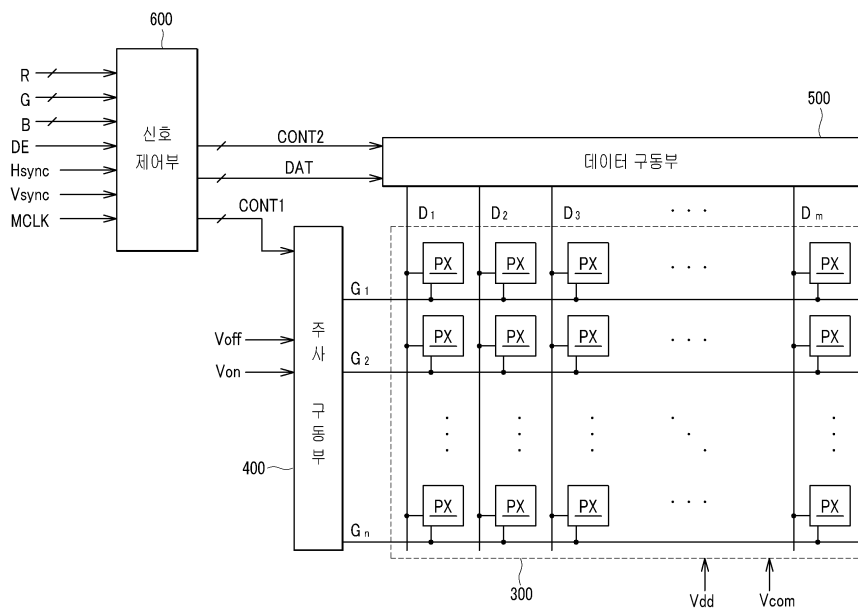 600
R
G
B
DE
Hsync
Vsync
MCLK
신호
제어부
CONT2
DAT
CONT1
500
데이터 구동부
D1 D2 D3 · · · Dm
PX PX PX · · · PX
G1
Voff
Von
주사 구동부
PX PX PX · · · PX
G2
400
PX PX PX · · · PX
Gn
300
Vdd
Vcom